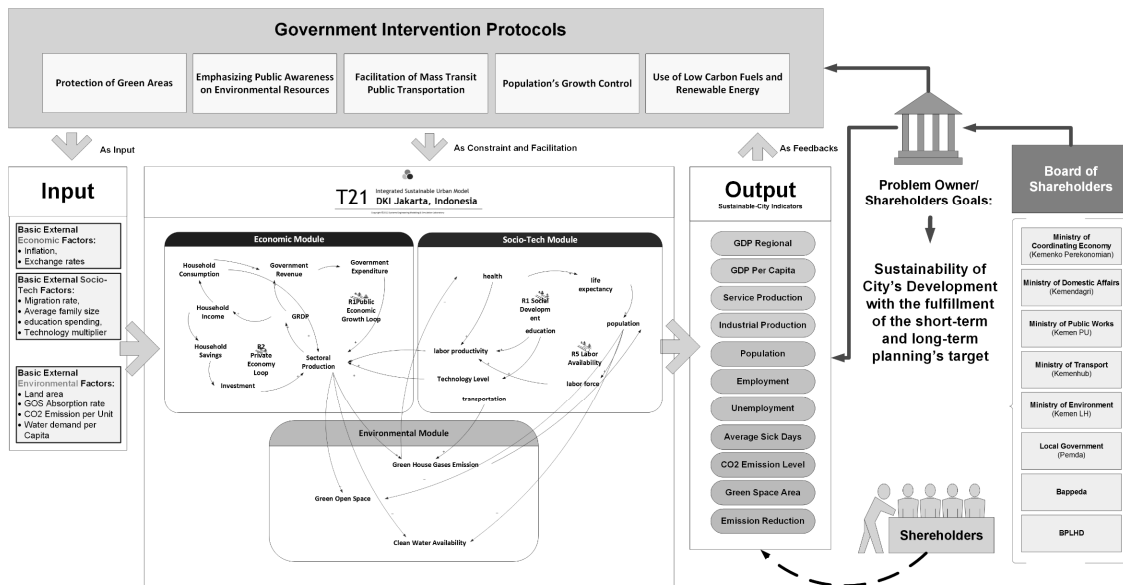 Government Intervention Protocols
Protection of Green Areas
Emphasizing Public Awareness
on Environmental Resources
Facilitation of Mass Transit
Public Transportation
Population's Growth Control
Use of Low Carbon Fuels and
Renewable Energy
As Input
As Constraint and Facilitation
As Feedbacks
Input
Basic External
Economic Factors:
• Inflation,
• Exchange rates
Basic External Socio-
Tech Factors:
• Migration rate,
• Average family size
• education spending,
• Technology multiplier
Basic External
Environmental Factors:
• Land area
• GOS Absorption rate
• CO2 Emission per Unit
• Water demand per
Capita
T21
Integrated Sustainable Urban Model
DKI Jakarta, Indonesia
Economic Module
Household
Consumption
Government
Revenue
Government
Expenditure
R1Public
Economic
Growth Loop
Household
Income
GRDP
Household
Savings
R2
Private
Economy
Loop
Sectoral
Production
Investment
Socio-Tech Module
health
life
expectancy
R1 Social
Developm
ent
education
population
labor productivity
R5 Labor
Availability
Technology Level
labor force
transportation
Environmental Module
Green House Gases Emission
Green Open Space
Clean Water Availability
Output
Sustainable-City Indicators
GDP Regional
GDP Per Capita
Service Production
Industrial Production
Population
Employment
Unemployment
Average Sick Days
CO2 Emission Level
Green Space Area
Emission Reduction
Problem Owner/
Shareholders Goals:
Sustainability of
City's Development
with the fulfillment
of the short-term
and long-term
planning's target
Shereholders
Board of
Shareholders
Ministry of
Coordinating Economy
(Kemenko Perekonomian)
Ministry of Domestic Affairs
(Kemendagri)
Ministry of Public Works
(Kemen PU)
Ministry of Transport
(Kemenhub)
Ministry of Environment
(Kemen LH)
Local Government
(Pemda)
Bappeda
BPLHD